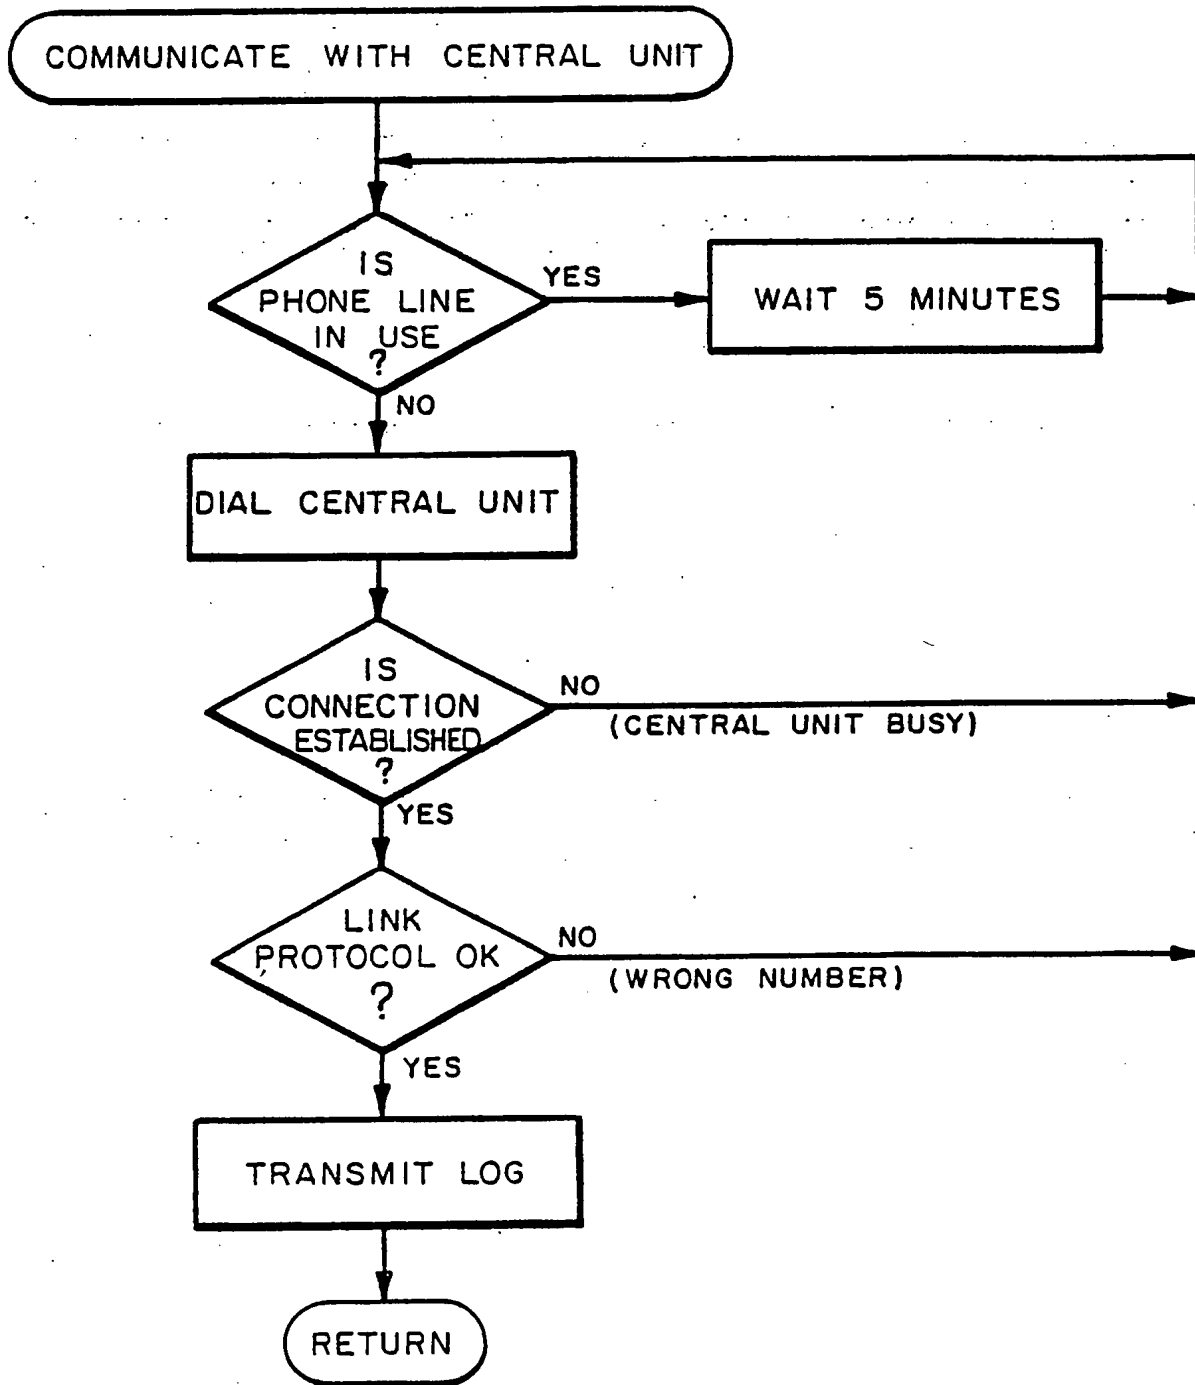 COMMUNICATE WITH CENTRAL UNIT
IS
PHONE LINE
IN USE
?
YES
WAIT 5 MINUTES
NO
DIAL CENTRAL UNIT
IS
CONNECTION
ESTABLISHED
?
NO
(CENTRAL UNIT BUSY)
YES
LINK
PROTOCOL OK
?
NO
(WRONG NUMBER)
YES
TRANSMIT LOG
RETURN